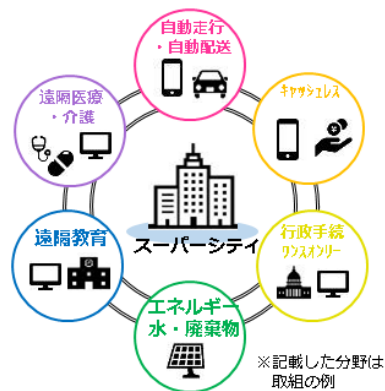 自動走行
・自動配送
遠隔医療
・介護
キャッシュレス
¥
スーパーシティ
遠隔教育
行政手続
ワンスオンリー
エネルギー
水・廃棄物
※記載した分野は
取組の例